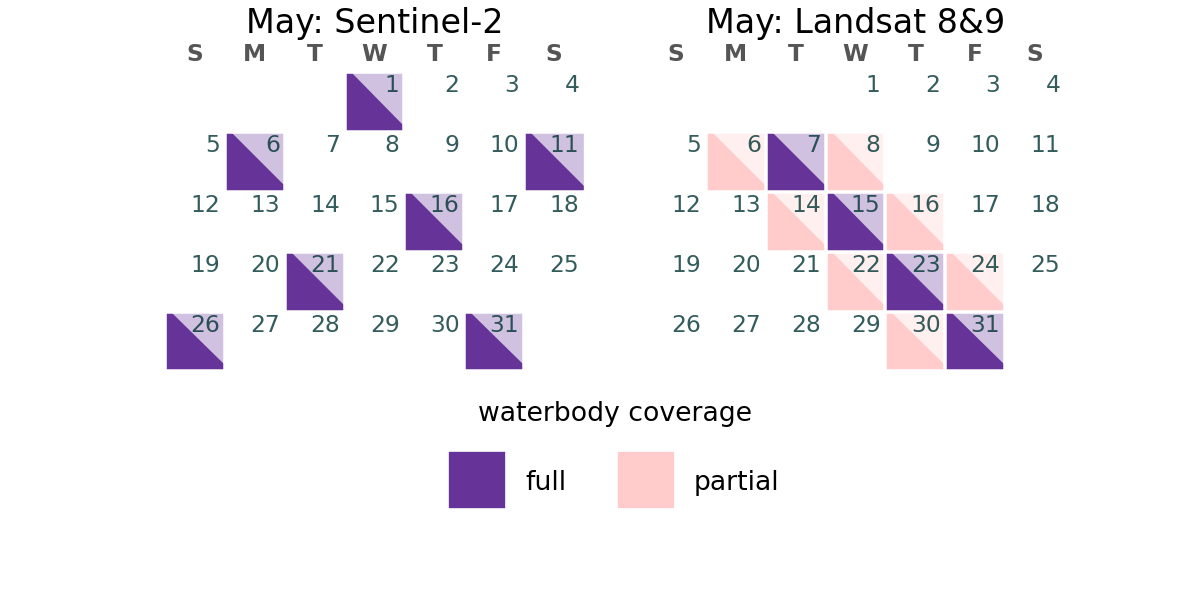 May: Sentinel-2
S M T W T F S
1 2 3 4
5 6 7 8 9 10 11
12 13 14 15 16 17 18
19 20 21 22 23 24 25
26 27 28 29 30 31
May: Landsat 8&9
S M T W T F S
1 2 3 4
5 6 7 8 9 10 11
12 13 14 15 16 17 18
19 20 21 22 23 24 25
26 27 28 29 30 31
waterbody coverage
full partial